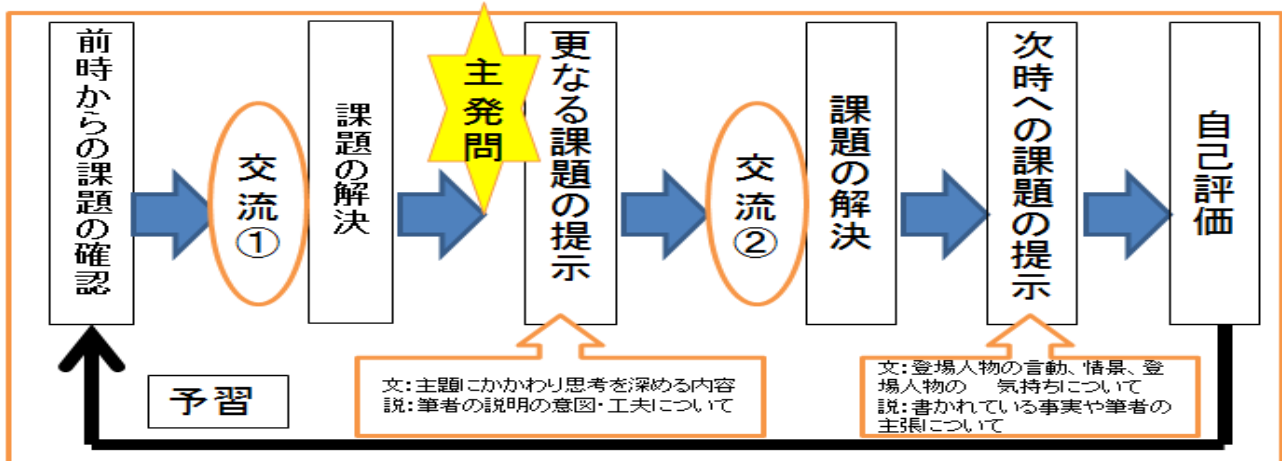 前時からの課題の確認
交流①
課題の解決
主発問
更なる課題の提示
交流②
課題の解決
次時への課題の提示
自己評価
予習
文:主題にかかわり思考を深める内容
説:筆者の説明の意図・工夫について
文:登場人物の言動、情景、登
場人物の 気持ちについて
説:書かれている事実や筆者の
主張について